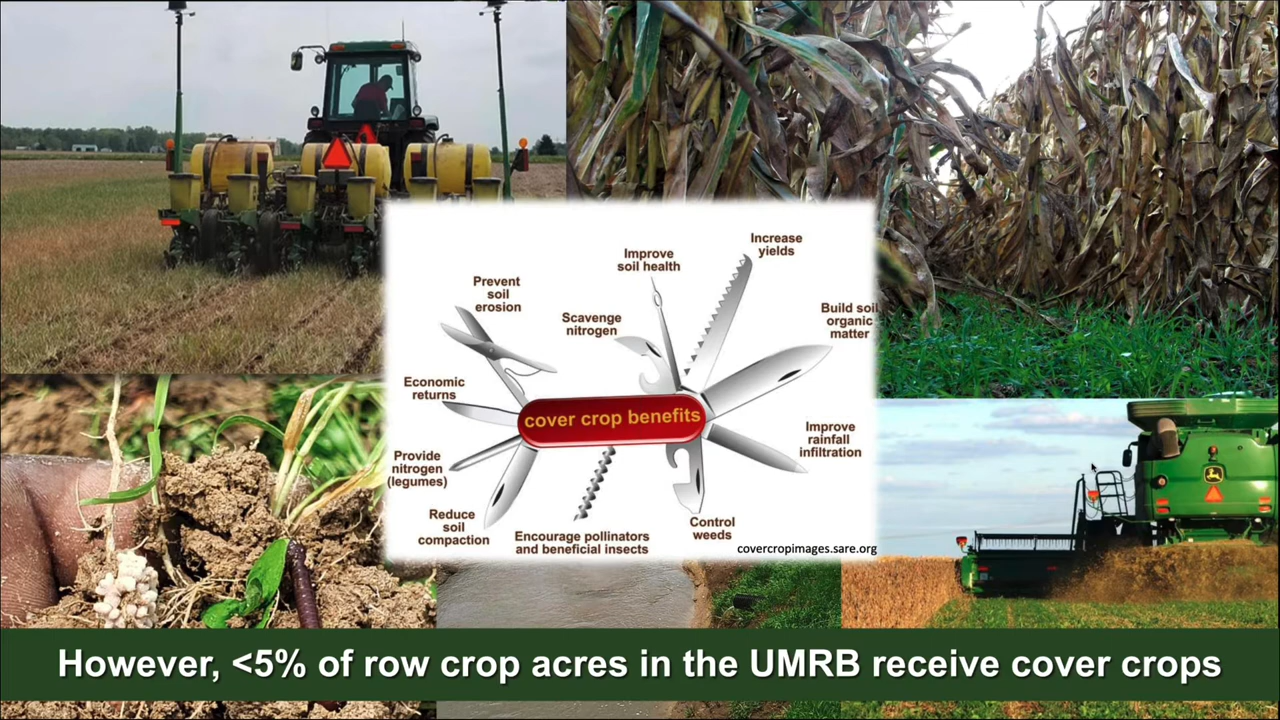 Increase
yields
Improve
soil health
Prevent
soil
erosion
Scavenge
nitrogen
Build soil
organic
matter
Economic
returns
cover crop benefits
Improve
rainfall
infiltration
Provide
nitrogen
(legumes)
Reduce
soil
compaction
Encourage pollinators
and beneficial insects
Control
weeds
covercropimages.sare.org
However, <5% of row crop acres in the UMRB receive cover crops